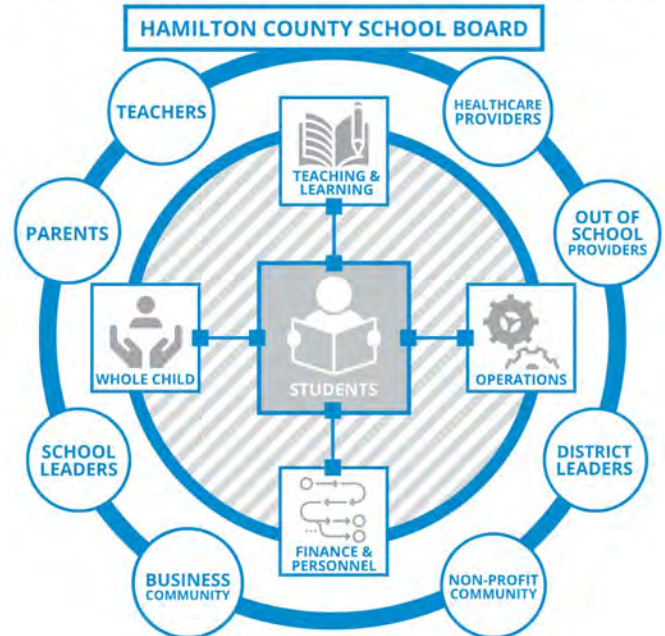 HAMILTON COUNTY SCHOOL BOARD
TEACHERS
HEALTHCARE
PROVIDERS
TEACHING &
LEARNING
PARENTS
OUT OF
SCHOOL
PROVIDERS
WHOLE CHILD
STUDENTS
OPERATIONS
SCHOOL
LEADERS
DISTRICT
LEADERS
FINANCE &
PERSONNEL
BUSINESS
COMMUNITY
NON-PROFIT
COMMUNITY